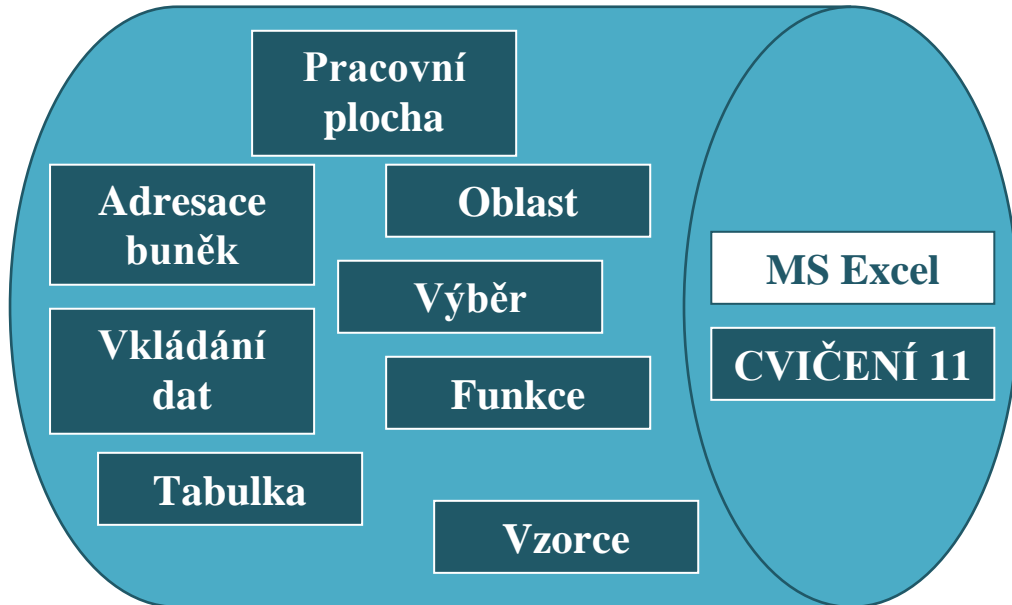 Pracovní
plocha
Adresace
buněk
Oblast
Výběr
Vkládání
dat
Funkce
Tabulka
Vzorce
MS Excel
CVIČENÍ 11